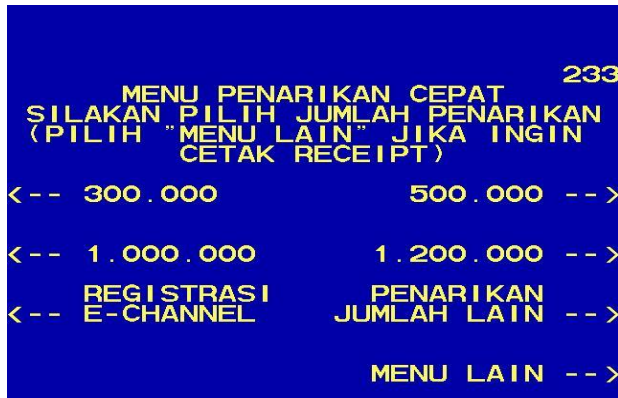 233
MENU PENARIKAN CEPAT
SILAKAN PILIH JUMLAH PENARIKAN
(PILIH "MENU LAIN" JIKA INGIN
CETAK RECEIPT)
<-- 300.000 500.000 -->
<-- 1.000.000 1.200.000 -->
REGISTRASI PENARIKAN
<-- E-CHANNEL JUMLAH LAIN -->
MENU LAIN -->